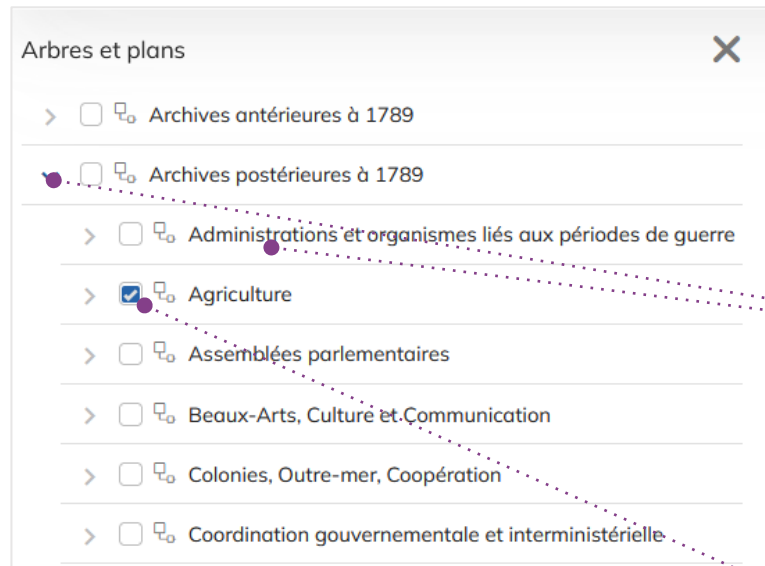 Arbres et plans
Archives antérieures à 1789
Archives postérieures à 1789
Administrations et organismes liés aux périodes de guerre
Agriculture
Assemblées parlementaires
Beaux-Arts, Culture et Communication
Colonies, Outre-mer, Coopération
Coordination gouvernementale et interministérielle